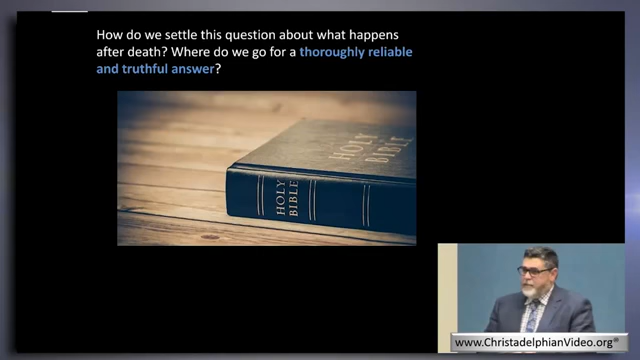 How do we settle this question about what happens
after death? Where do we go for a thoroughly reliable
and truthful answer?
HOLY
BIBLE
HOLY
BIBLE
www.ChristadelphianVideo.org®